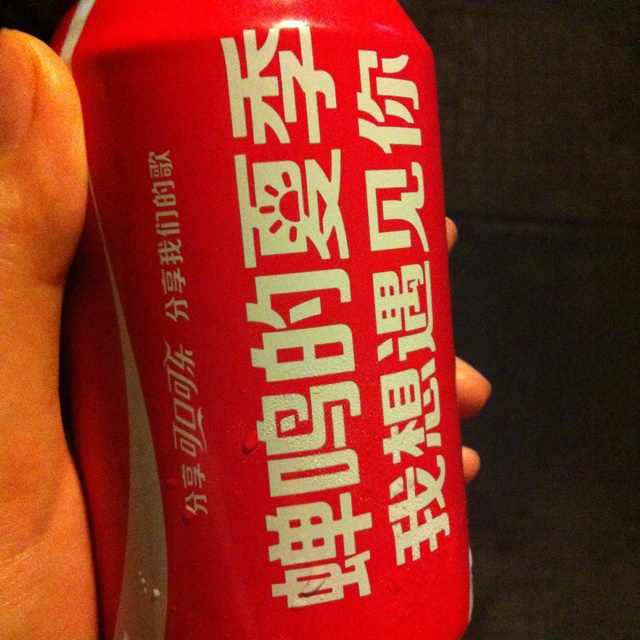 分享可口可乐 分享我们的歌
蝉鸣的夏季
我想遇见你